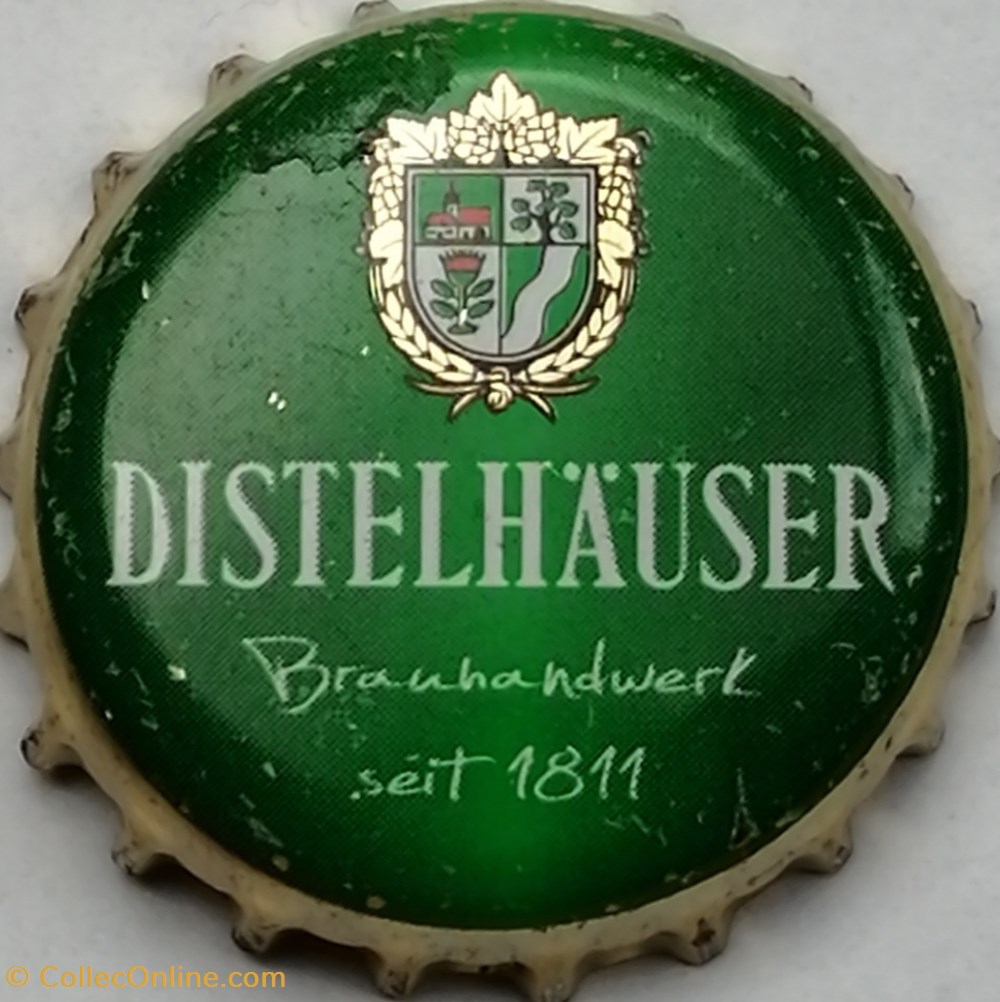 DISTELHÄUSER
Brauhandwerk
seit 1811
© CollecOnline.com